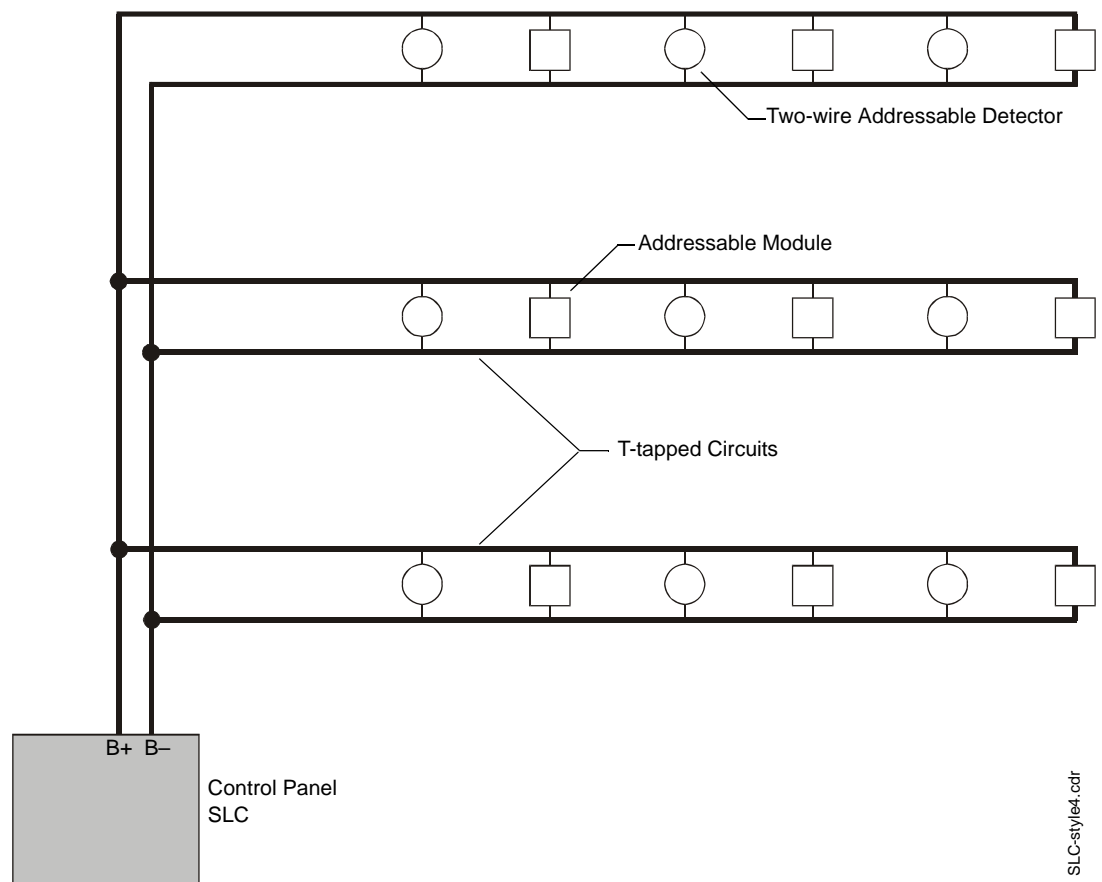 Two-wire Addressable Detector
Addressable Module
T-tapped Circuits
B+ B–
Control Panel
SLC
SLC-style4.cdr